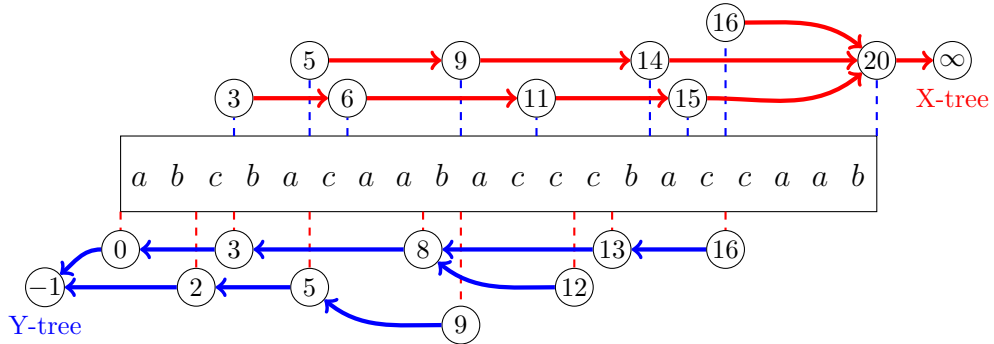 16
5 9 14 20 ∞
3 6 11 15 X-tree
a b c b a c a a b a c c c b a c c a a b
0 3 8 13 16
−1 2 5 12
Y-tree 9